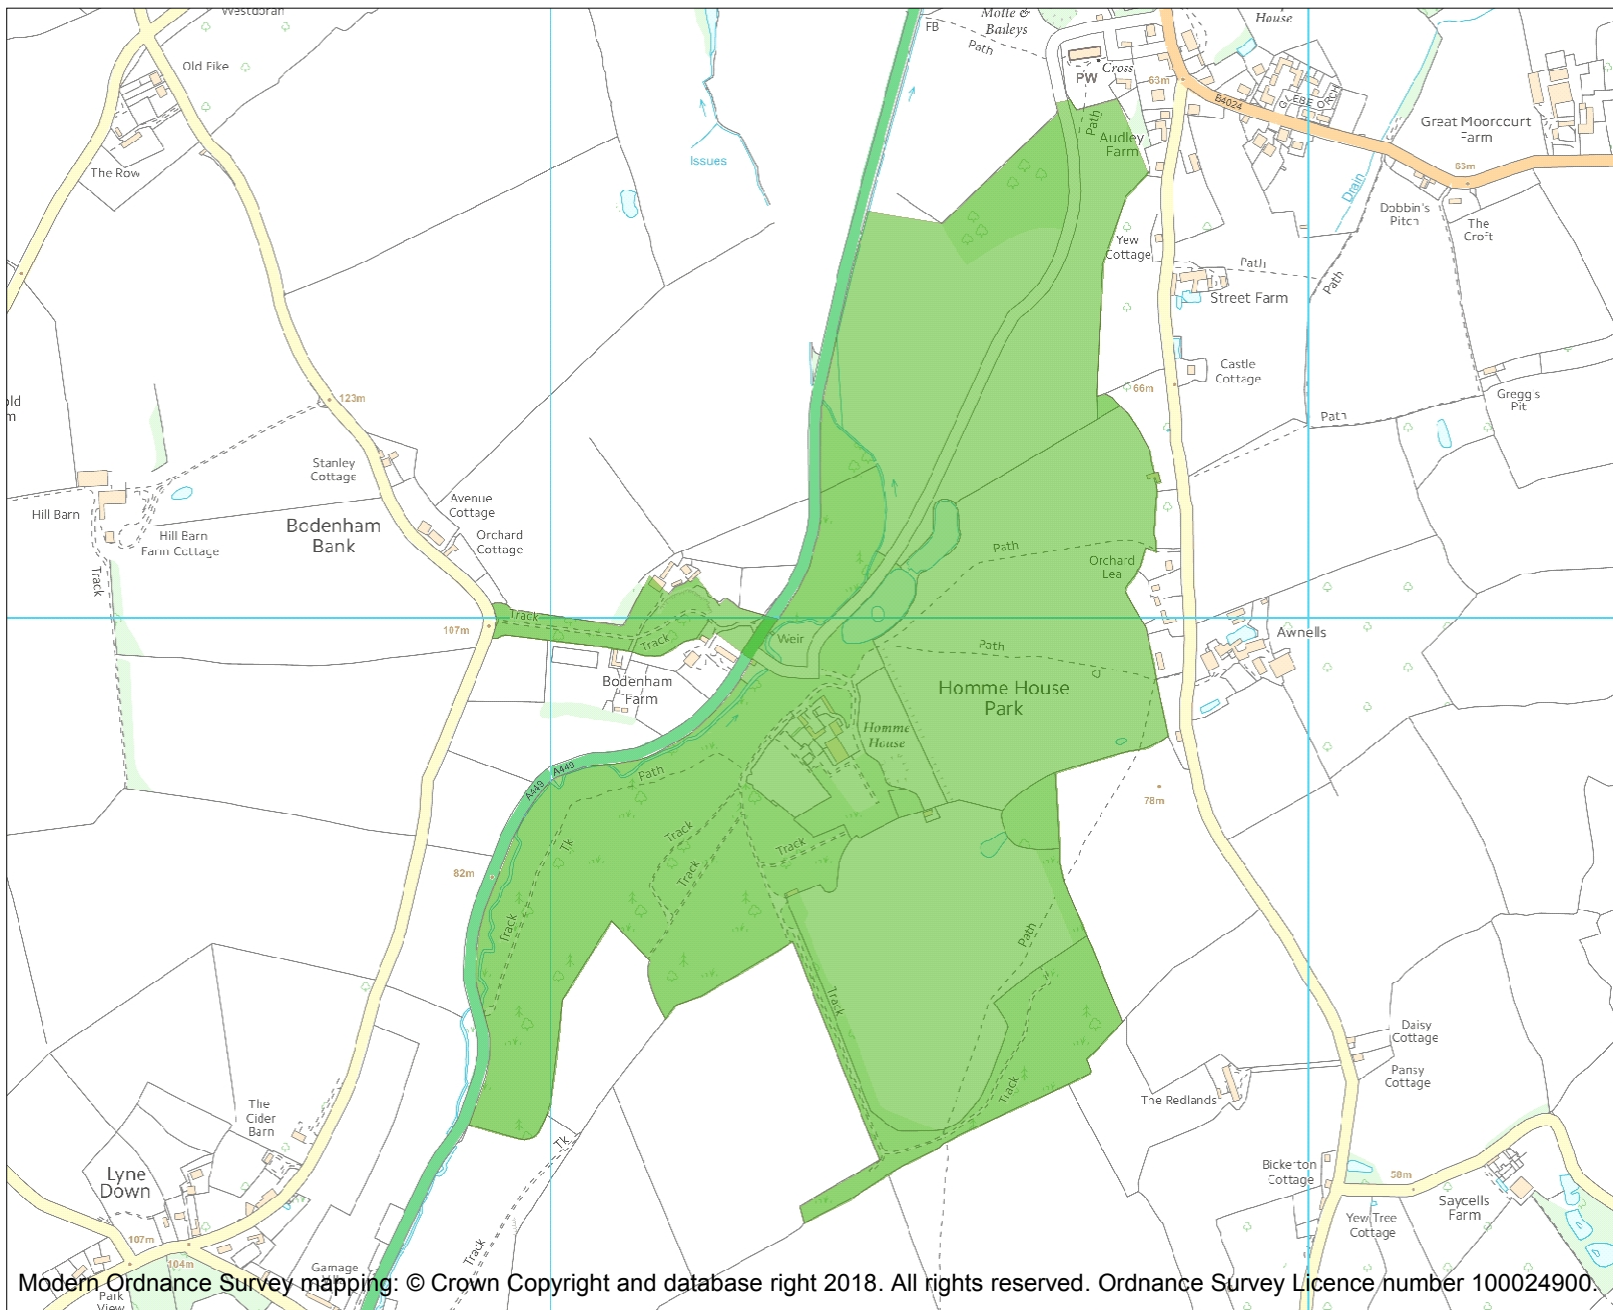 Westdoran
Old Pike
The Row
Issues
FB
Path
Motte &
Baileys
House
Cross
PW
63m
B4024
GLEBE ORCH
Great Moorcourt
Farm
63m
Path
Audley
Farm
Drain
Dobbin's
Pitch
The
Croft
Yew
Cottage
Path
Path
Street Farm
Castle
Cottage
66m
123m
Gregg's
Pit
Path
Stanley
Cottage
Avenue
Cottage
Orchard
Cottage
Bodenham
Bank
Hill Barn
Hill Barn
Farm Cottage
Track
Path
Orchard
Lea
Track
107m
Track
Weir
Awnells
Path
Bodenham
Farm
Homme House
Park
Homme
House
A449
A449
Path
78m
Track
Tk
Track
Track
82m
Track
Path
Track
Daisy
Cottage
Pansy
Cottage
The Redlands
Track
The
Cider
Barn
Tk
Lyne
Down
Bickerton
Cottage
58m
Saycells
Farm
Yew Tree
Cottage
107m
104m
Track
Gamage
Park
View
Modern Ordnance Survey mapping: © Crown Copyright and database right 2018. All rights reserved. Ordnance Survey Licence number 100024900.